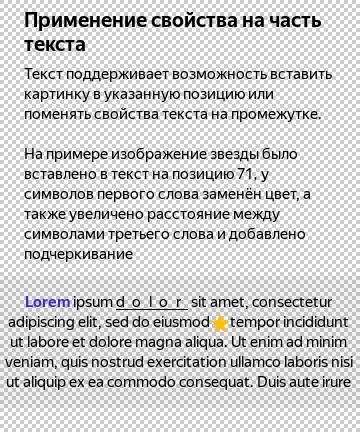 Применение свойства на часть
текста
Текст поддерживает возможность вставить
картинку в указанную позицию или
поменять свойства текста на промежутке.
На примере изображение звезды было
вставлено в текст на позицию 71, у
символов первого слова заменён цвет, а
также увеличено расстояние между
символами третьего слова и добавлено
подчеркивание
Lorem ipsum d o l o r sit amet, consectetur
adipiscing elit, sed do eiusmod tempor incididunt
ut labore et dolore magna aliqua. Ut enim ad minim
veniam, quis nostrud exercitation ullamco laboris nisi
ut aliquip ex ea commodo consequat. Duis aute irure